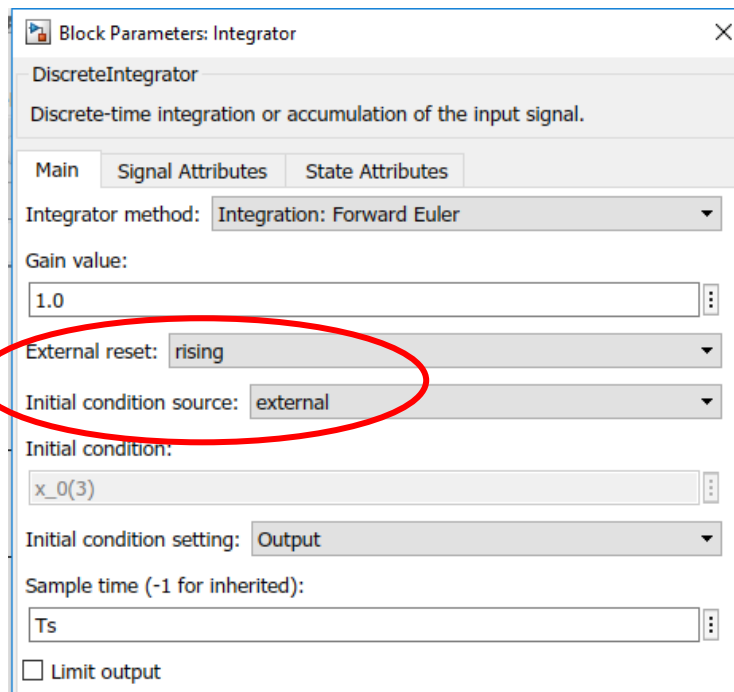 Block Parameters: Integrator
DiscreteIntegrator
Discrete-time integration or accumulation of the input signal.
Main Signal Attributes State Attributes
Integrator method: Integration: Forward Euler
Gain value:
1.0
External reset: rising
Initial condition source: external
Initial condition:
x_0(3)
Initial condition setting: Output
Sample time (-1 for inherited):
Ts
Limit output